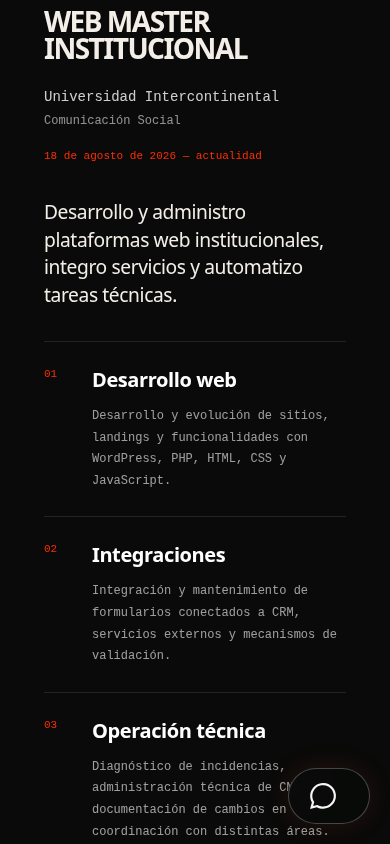 WEB MASTER
INSTITUCIONAL
Universidad Intercontinental
Comunicación Social
18 de agosto de 2026 — actualidad
Desarrollo y administro
plataformas web institucionales,
integro servicios y automatizo
tareas técnicas.
01
Desarrollo web
Desarrollo y evolución de sitios,
landings y funcionalidades con
WordPress, PHP, HTML, CSS y
JavaScript.
02
Integraciones
Integración y mantenimiento de
formularios conectados a CRM,
servicios externos y mecanismos de
validación.
03
Operación técnica
Diagnóstico de incidencias,
administración técnica de
documentación de cambios en
coordinación con distintas áreas.